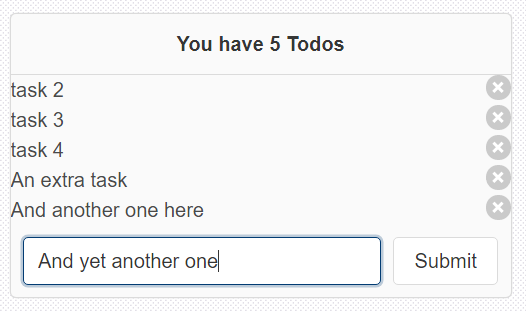 You have 5 Todos
task 2
task 3
task 4
An extra task
And another one here
And yet another one
Submit